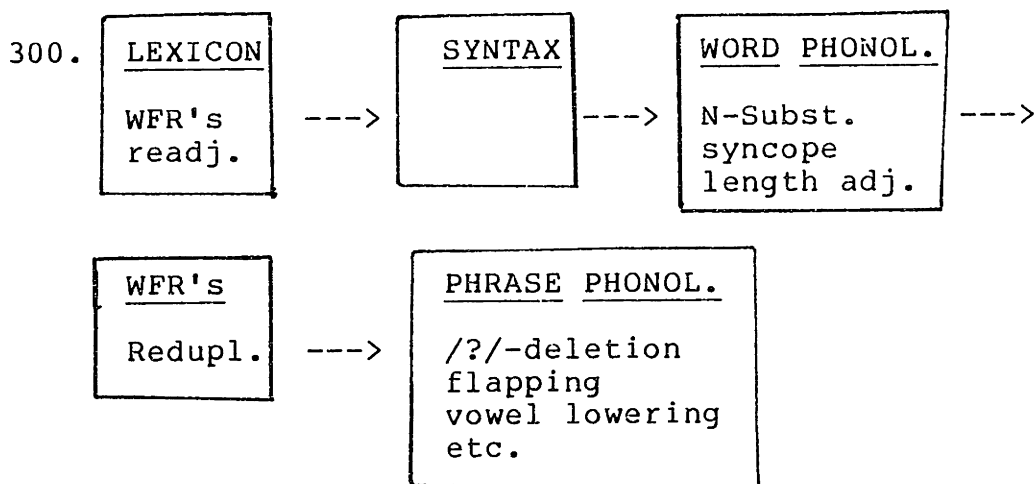 300. LEXICON SYNTAX WORD PHONOL.
WFR's ---> ---> N-Subst. --->
readj. syncope
length adj.
WFR's PHRASE PHONOL.
Redupl. ---> /?/-deletion
flapping
vowel lowering
etc.